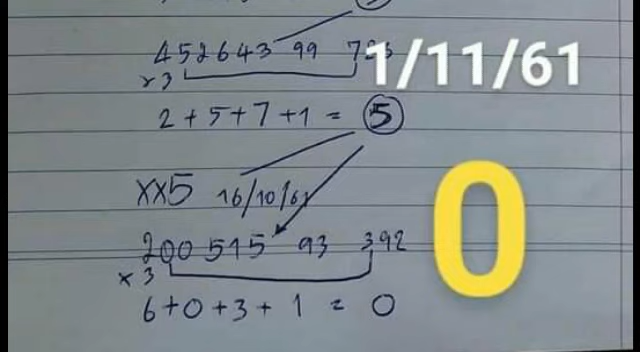 452643 99 7
1/11/61
x3
2+5+7+1 = 5
XX5 16/10/61
200515 93 392
x3
6+0+3+1 = 0
0